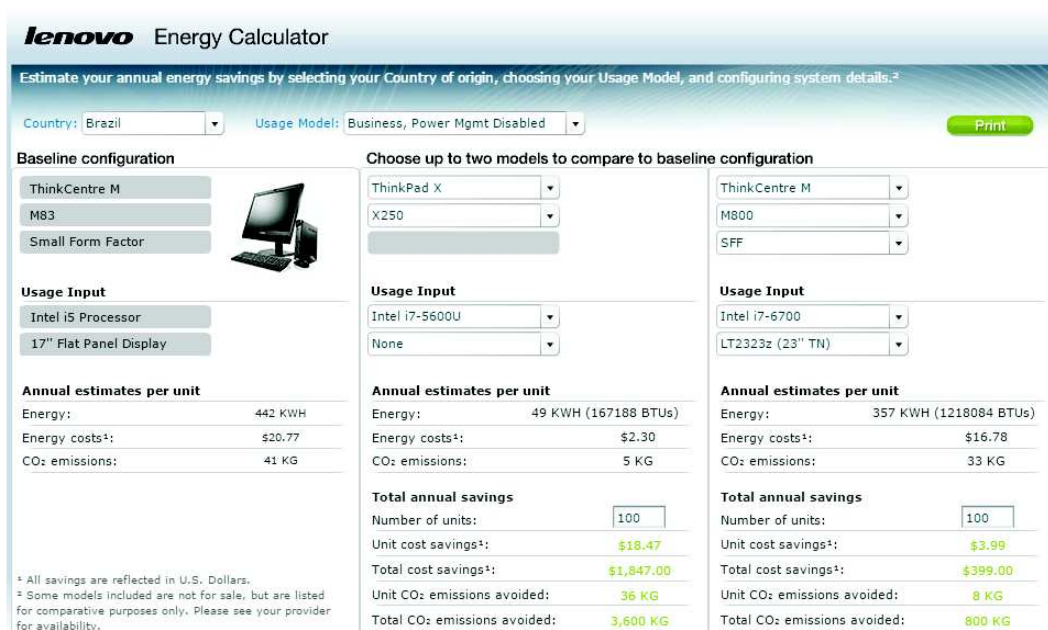 lenovo Energy Calculator
Estimate your annual energy savings by selecting your Country of origin, choosing your Usage Model, and configuring system details.²
Country: Brazil Usage Model: Business, Power Mgmt Disabled Print
Baseline configuration
ThinkCentre M
M83
Small Form Factor
Usage Input
Intel i5 Processor
17" Flat Panel Display
Annual estimates per unit
Energy: 442 KWH
Energy costs¹: $20.77
CO₂ emissions: 41 KG
¹ All savings are reflected in U.S. Dollars.
² Some models included are not for sale, but are listed
for comparative purposes only. Please see your provider
for availability.
Choose up to two models to compare to baseline configuration
ThinkPad X
X250
Usage Input
Intel i7-5600U
None
Annual estimates per unit
Energy: 49 KWH (167188 BTUs)
Energy costs¹: $2.30
CO₂ emissions: 5 KG
Total annual savings
Number of units: 100
Unit cost savings¹: $18.47
Total cost savings¹: $1,847.00
Unit CO₂ emissions avoided: 36 KG
Total CO₂ emissions avoided: 3,600 KG
ThinkCentre M
M800
SFF
Usage Input
Intel i7-6700
LT2323z (23" TN)
Annual estimates per unit
Energy: 357 KWH (1218084 BTUs)
Energy costs¹: $16.78
CO₂ emissions: 33 KG
Total annual savings
Number of units: 100
Unit cost savings¹: $3.99
Total cost savings¹: $399.00
Unit CO₂ emissions avoided: 8 KG
Total CO₂ emissions avoided: 800 KG